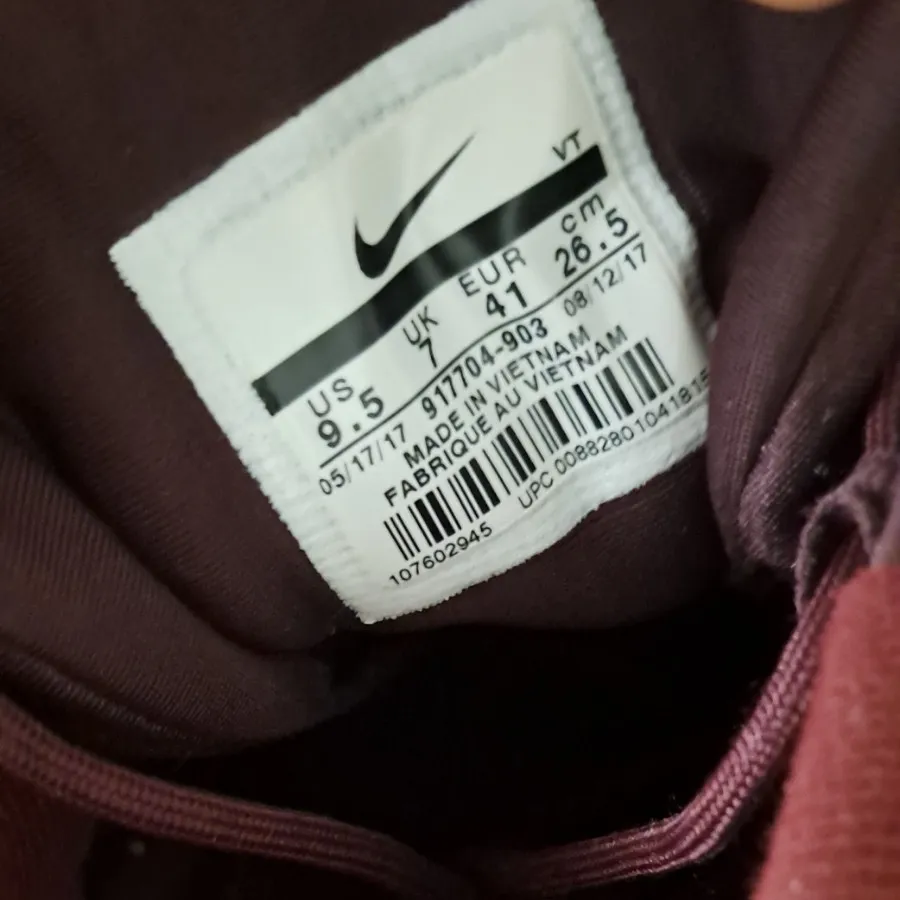 VT
US UK EUR cm
9.5 7 41 26.5
05/17/17 917704-903 08/12/17
MADE IN VIETNAM
FABRIQUE AU VIETNAM
107602945 UPC 00882801041815